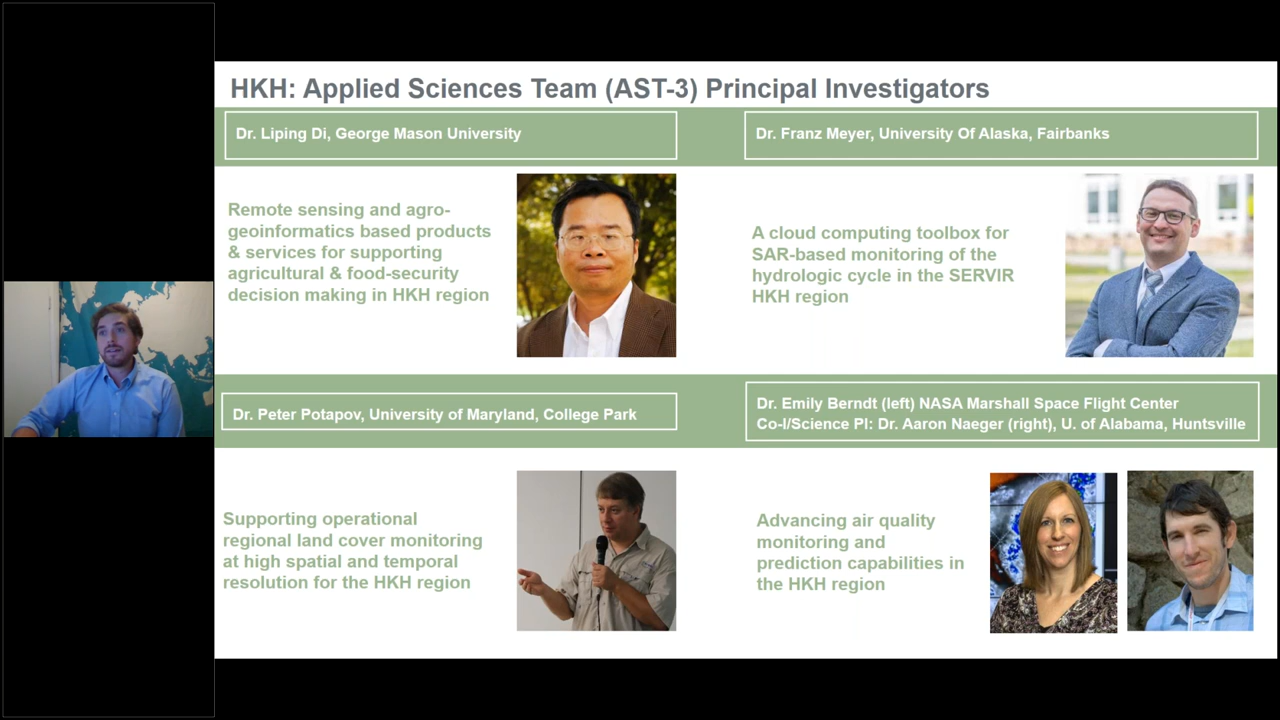 HKH: Applied Sciences Team (AST-3) Principal Investigators
Dr. Liping Di, George Mason University
Remote sensing and agro-
geoinformatics based products
& services for supporting
agricultural & food-security
decision making in HKH region
Dr. Franz Meyer, University Of Alaska, Fairbanks
A cloud computing toolbox for
SAR-based monitoring of the
hydrologic cycle in the SERVIR
HKH region
Dr. Peter Potapov, University of Maryland, College Park
Supporting operational
regional land cover monitoring
at high spatial and temporal
resolution for the HKH region
Dr. Emily Berndt (left) NASA Marshall Space Flight Center
Co-I/Science PI: Dr. Aaron Naeger (right), U. of Alabama, Huntsville
Advancing air quality
monitoring and
prediction capabilities in
the HKH region